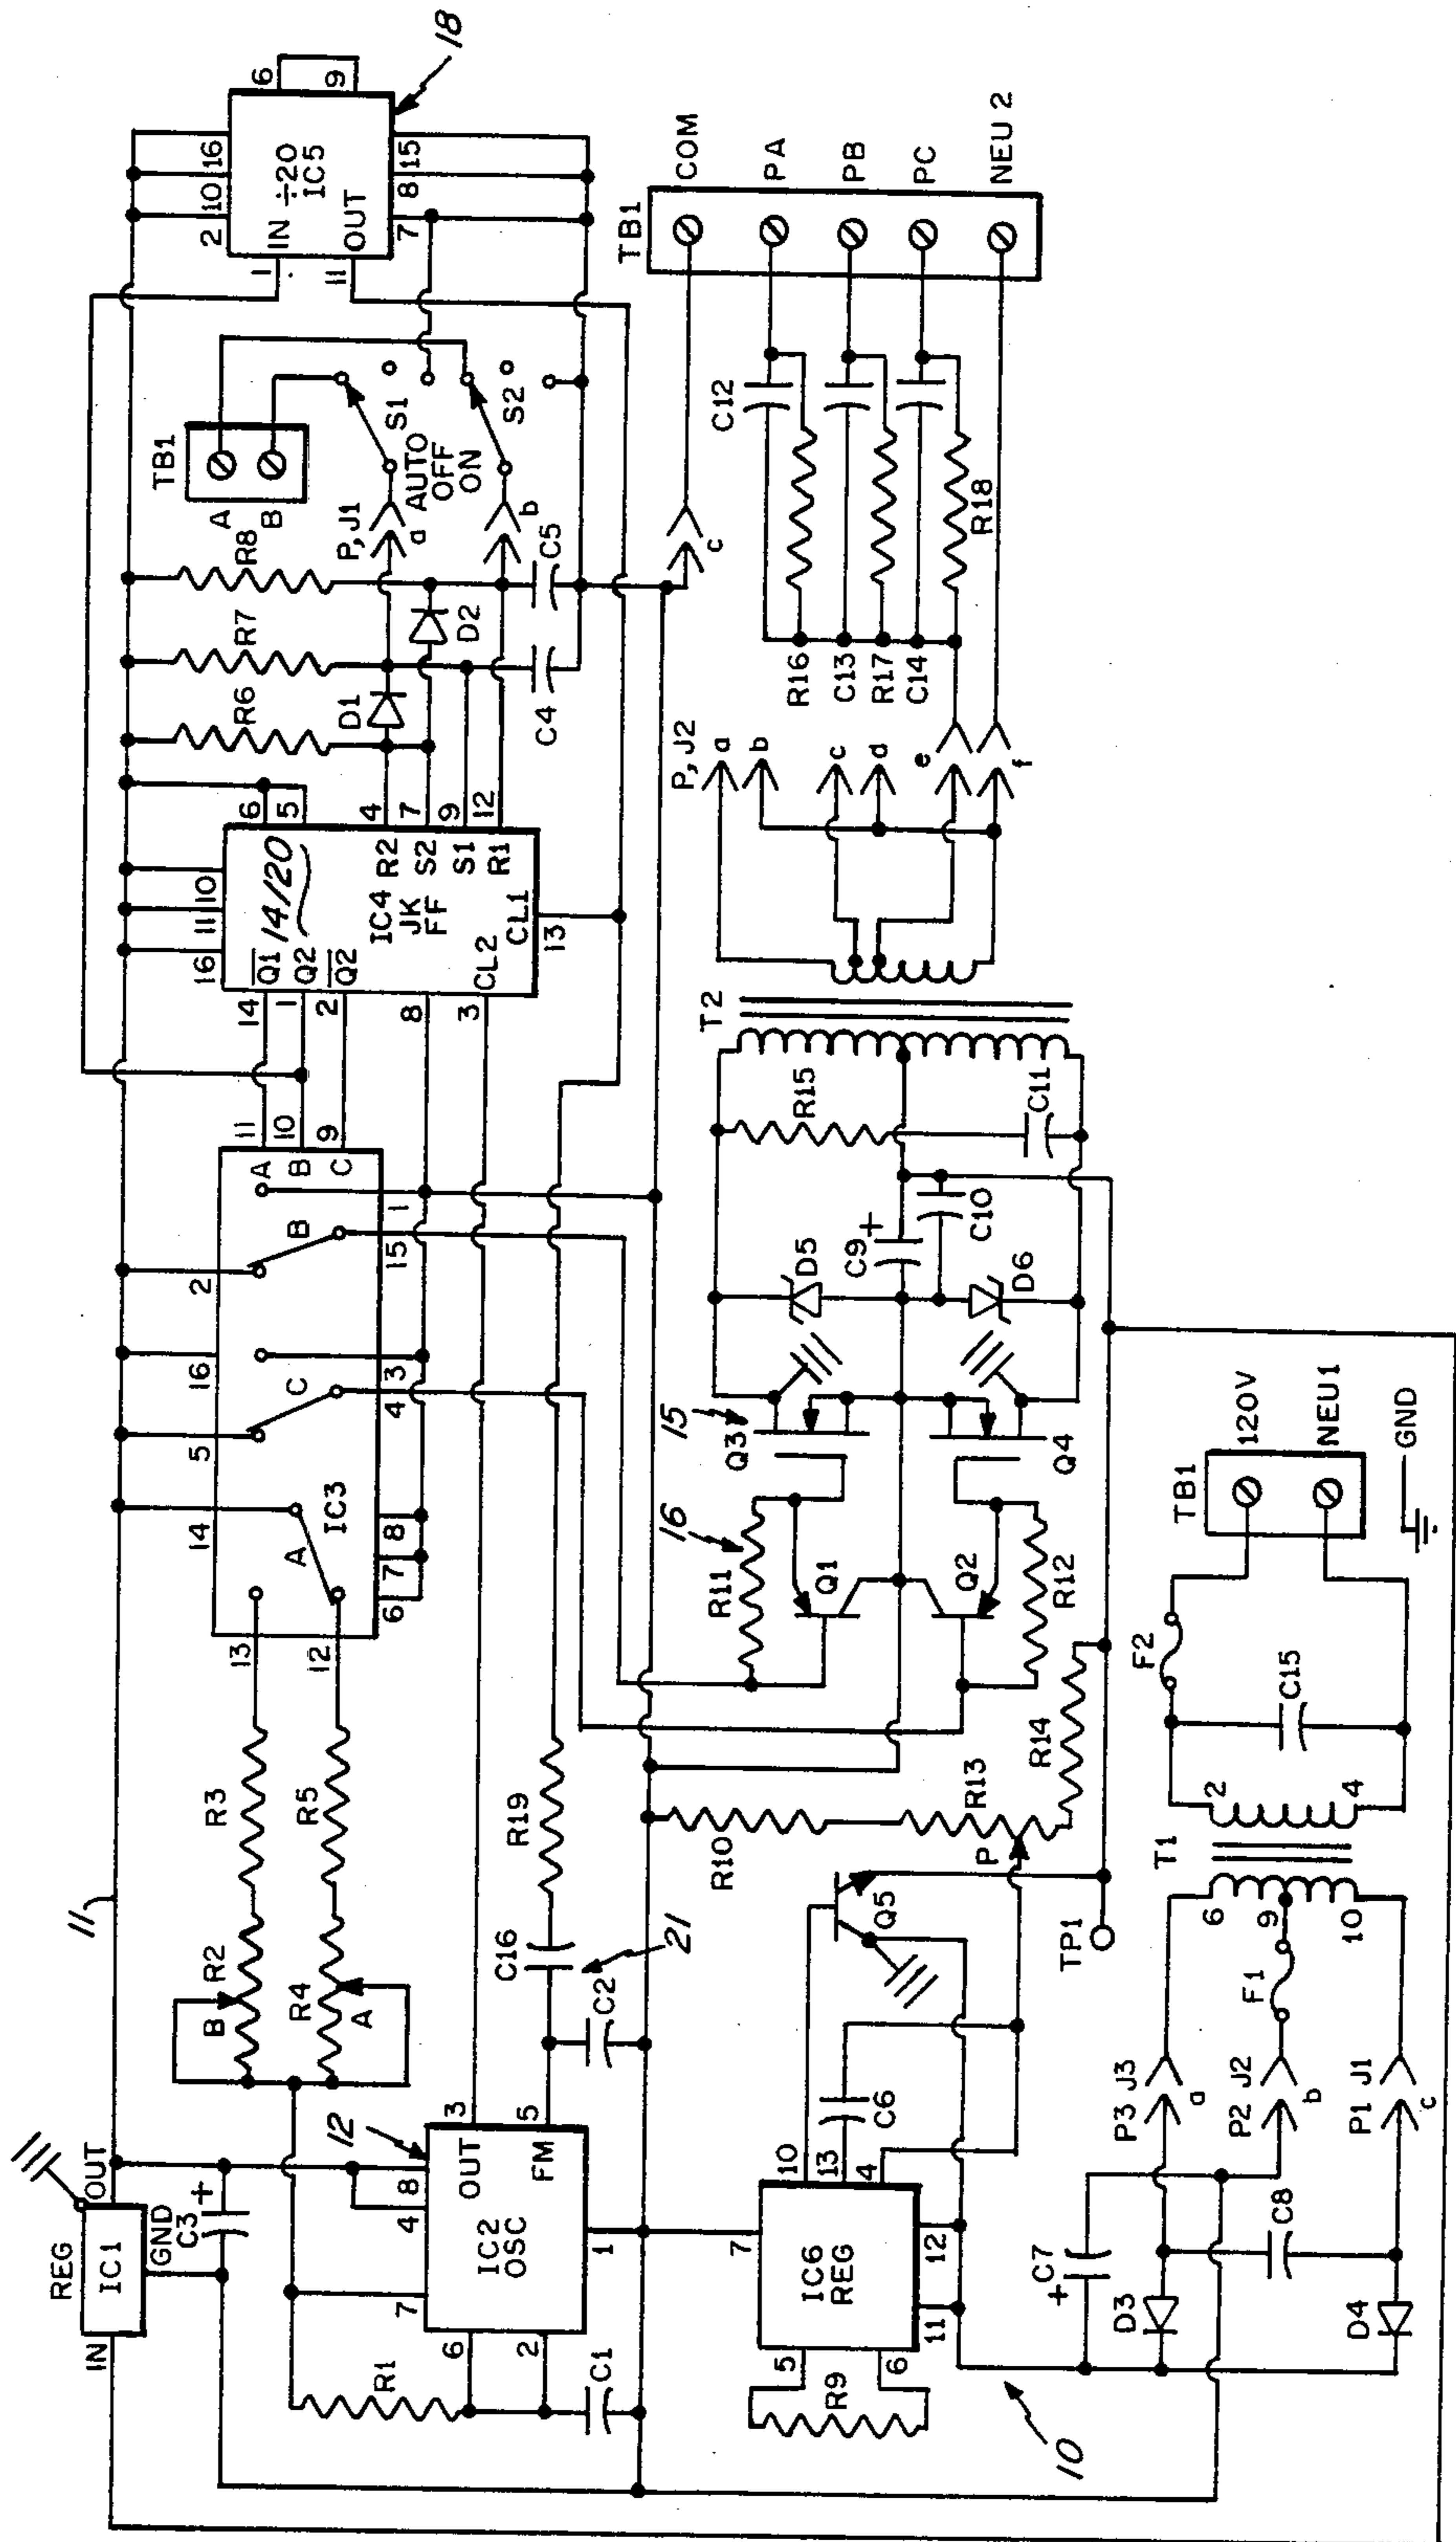 REG
IC1
IN
OUT
GND
C3
+
11
R2
B
R3
R4
A
R5
13
12
14
5
16
2
A
C
B
A
B
C
IC3
6
7
8
4
3
15
1
11
10
9
14
1
2
8
3
Q1
Q2
Q2
14/20
16
11
10
6
5
IC4
JK
FF
R2
S2
S1
R1
4
7
9
12
CL2
CL1
13
R6
R7
R8
D1
D2
C4
C5
TB1
A
B
P, J1
a
b
c
AUTO
OFF
ON
S1
S2
2
10
16
÷20
IC5
IN
OUT
1
11
7
8
15
6
9
18
12
3
OUT
5
FM
8
4
7
6
2
1
IC2
OSC
R1
C1
C2
C16
R19
21
R10
R13
P
R14
R11
16
Q1
Q2
R12
15
Q3
Q4
D5
D6
C9
+
C10
R15
C11
T2
P, J2
a
b
c
d
e
f
R16
C13
R17
C14
C12
R18
TB1
COM
PA
PB
PC
NEU 2
IC6
REG
7
10
13
4
12
11
5
6
R9
C6
Q5
TP1
10
C7
+
D3
D4
C8
P3 J3
a
P2 J2
b
P1 J1
c
F1
6
9
10
T1
2
4
C15
F2
TB1
120V
NEU1
GND